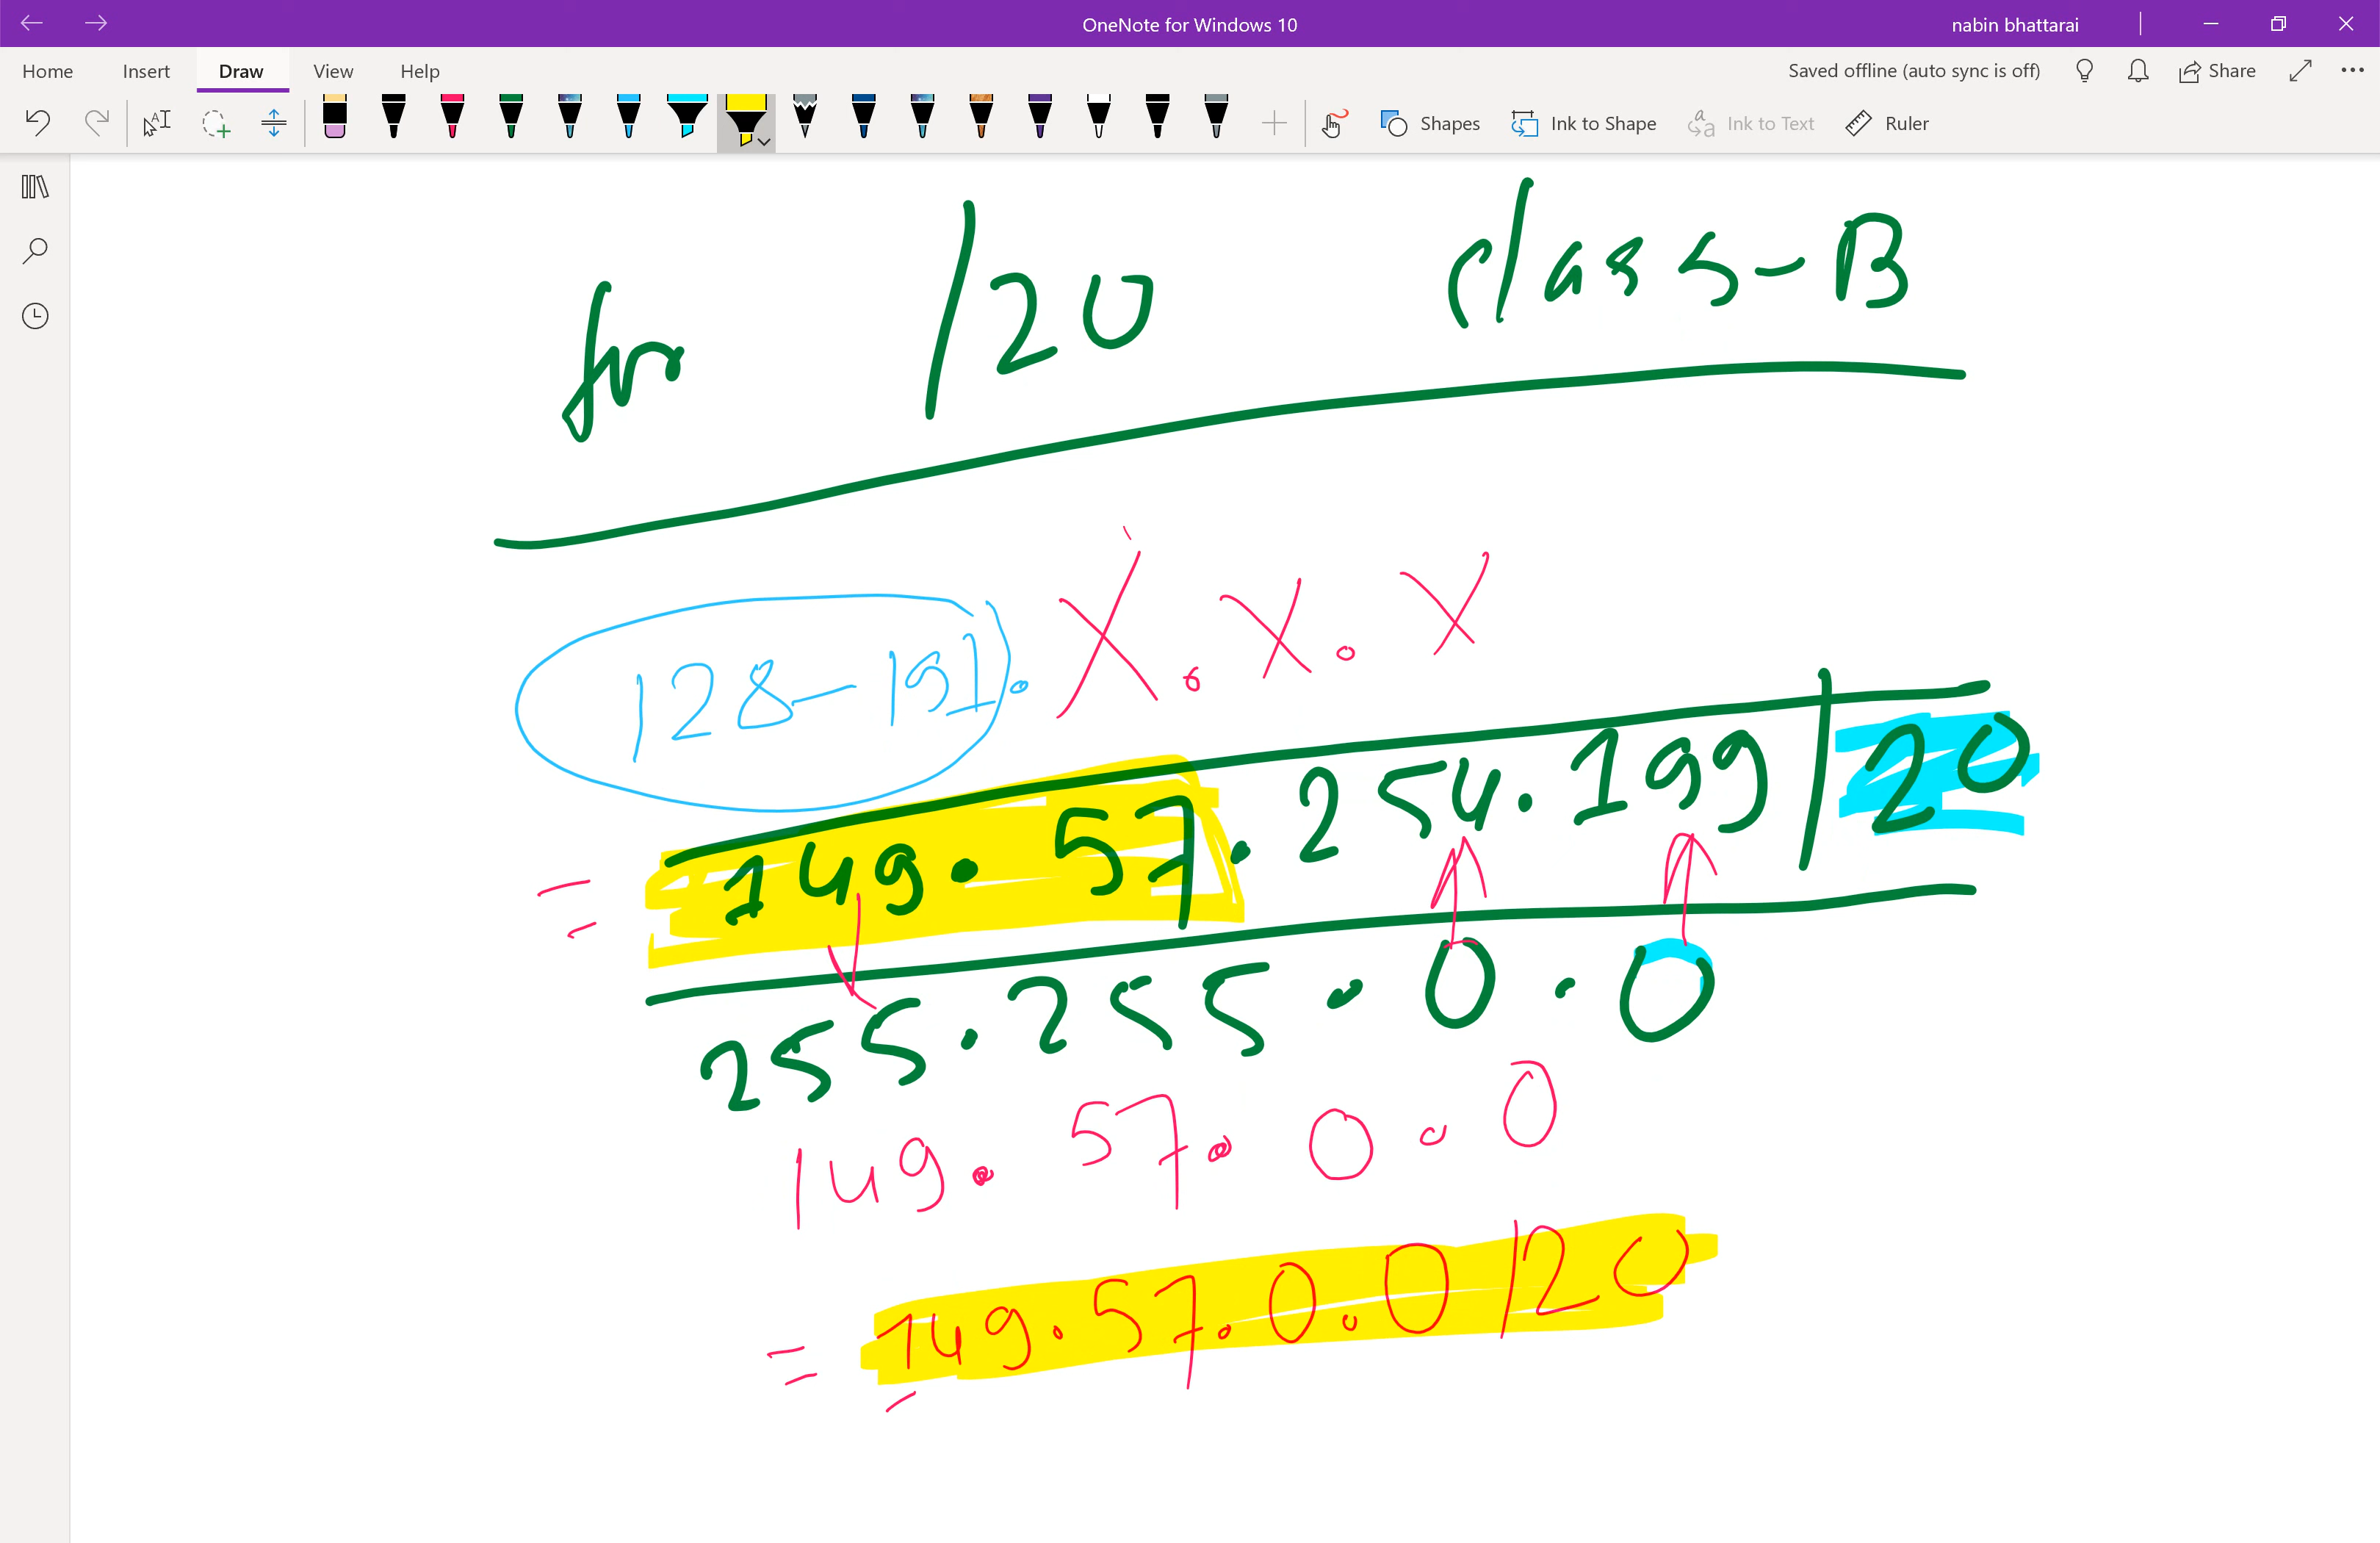 OneNote for Windows 10
nabin bhattarai
Home Insert Draw View Help
Saved offline (auto sync is off) Share
Shapes Ink to Shape Ink to Text Ruler
for /20 class-B
128-191.X.X.X
= 149.57.254.199/20
255.255.0.0
149.57.0.0
= 149.57.0.0/20